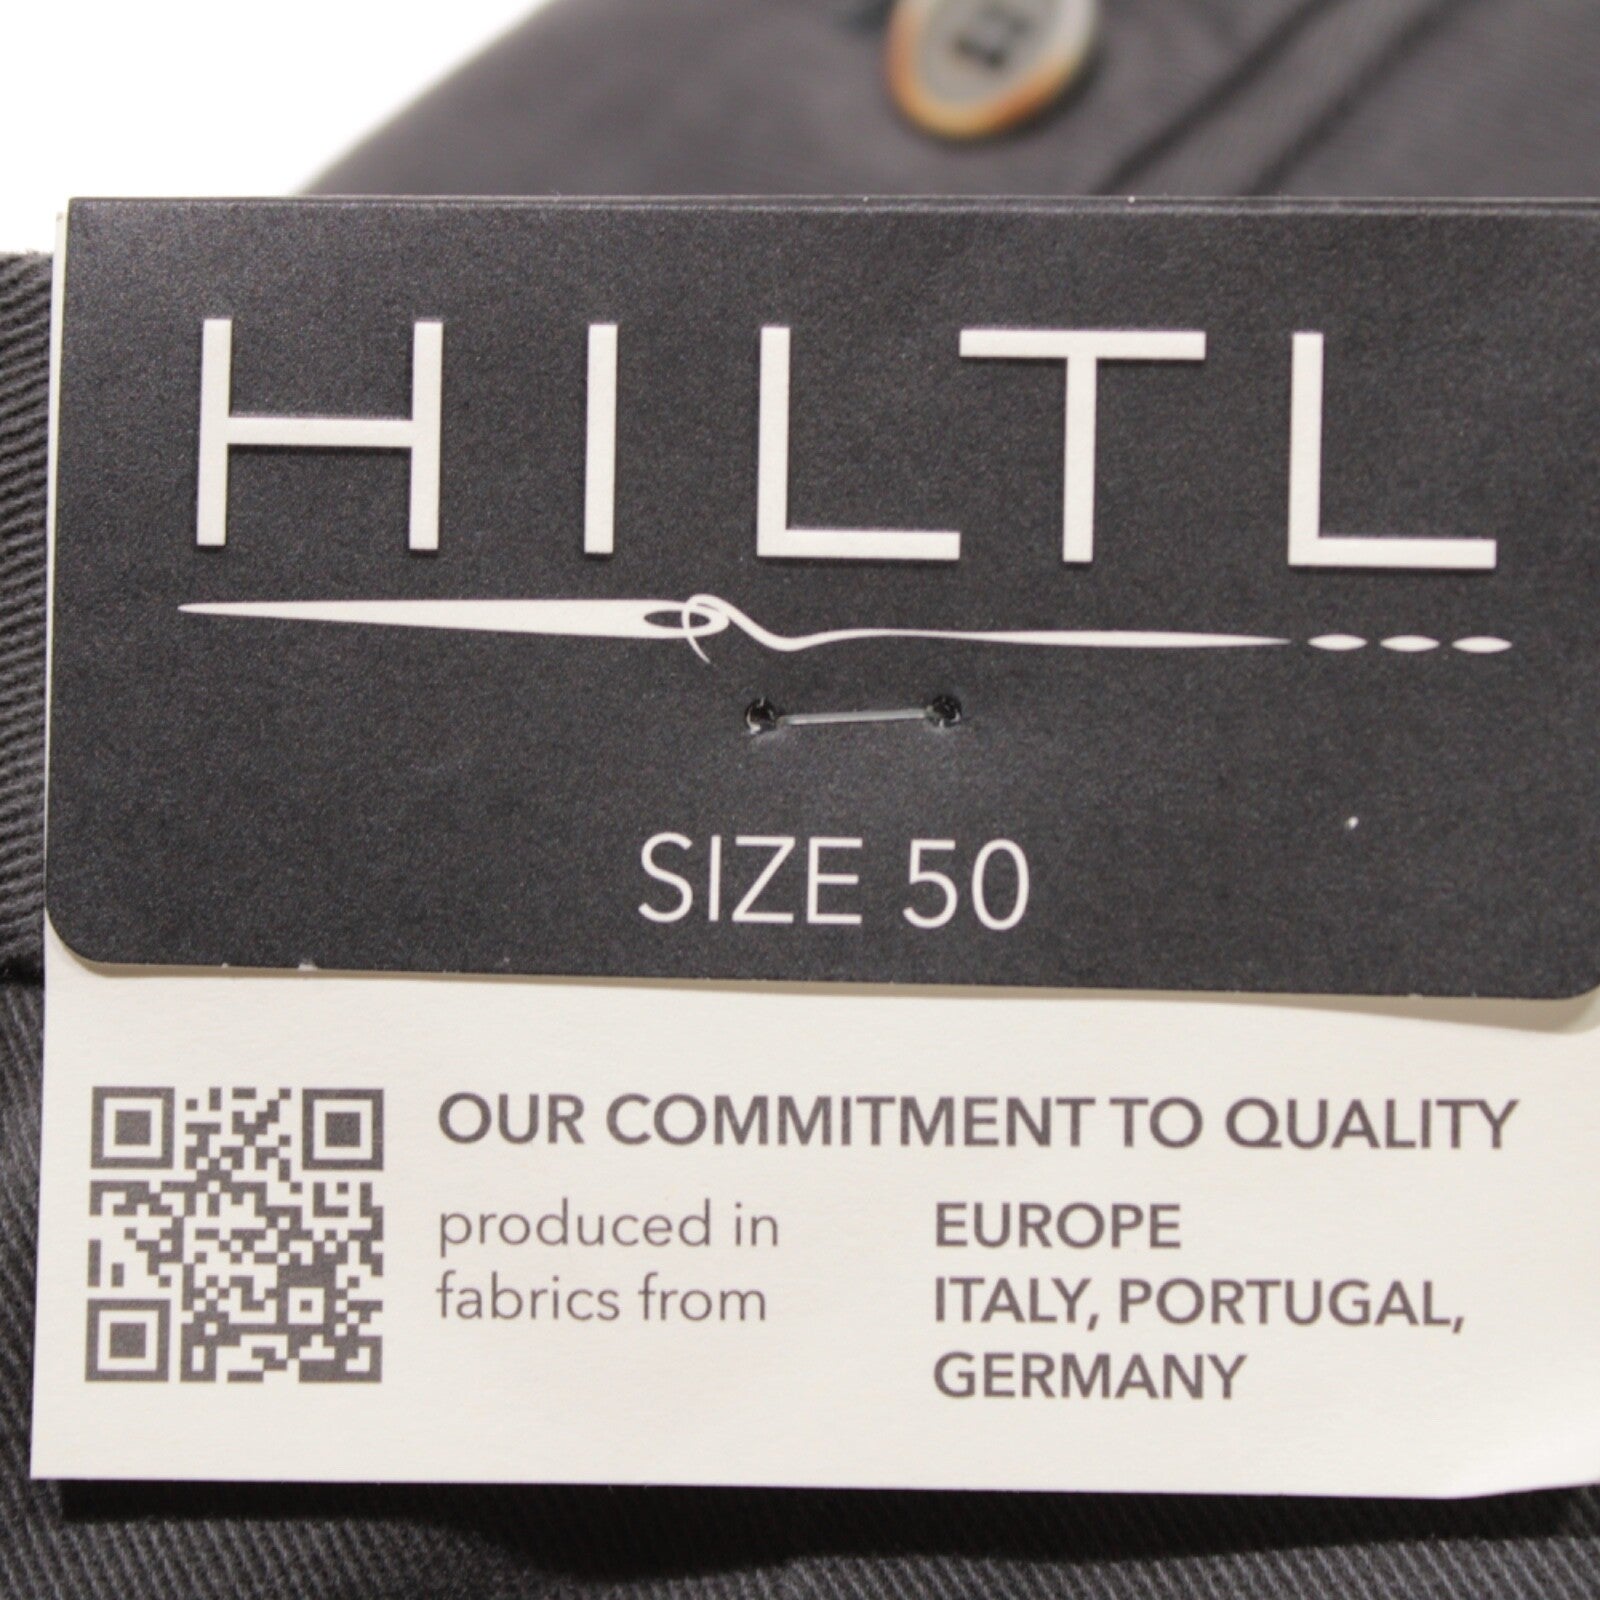 HILTL
SIZE 50
OUR COMMITMENT TO QUALITY
produced in EUROPE
fabrics from ITALY, PORTUGAL,
GERMANY